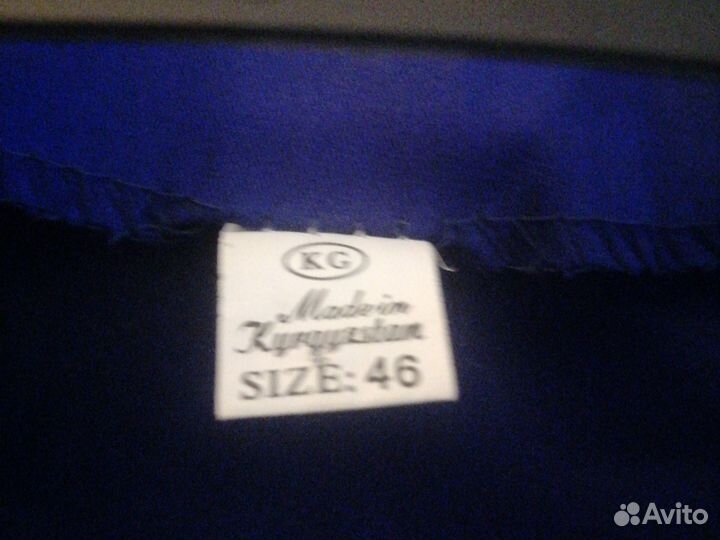 KG
Made in
Kyrgyzstan
SIZE: 46
Avito